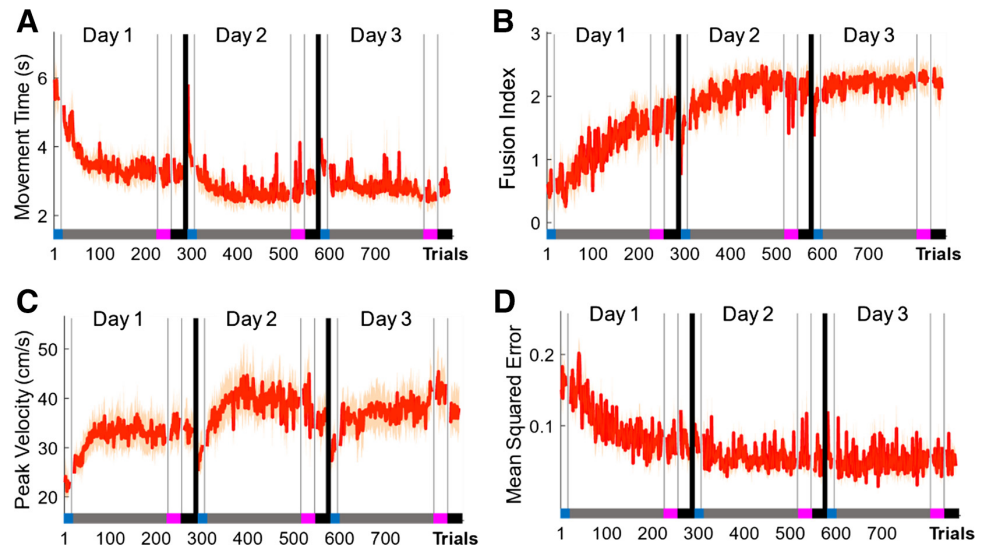 A
Day 1 Day 2 Day 3
Movement Time (s)
6
4
2
1 100 200 300 400 500 600 700 Trials
B
Day 1 Day 2 Day 3
Fusion Index
3
2
1
0
1 100 200 300 400 500 600 700 Trials
C
Day 1 Day 2 Day 3
Peak Velocity (cm/s)
50
40
30
20
1 100 200 300 400 500 600 700 Trials
D
Day 1 Day 2 Day 3
Mean Squared Error
0.2
0.1
1 100 200 300 400 500 600 700 Trials